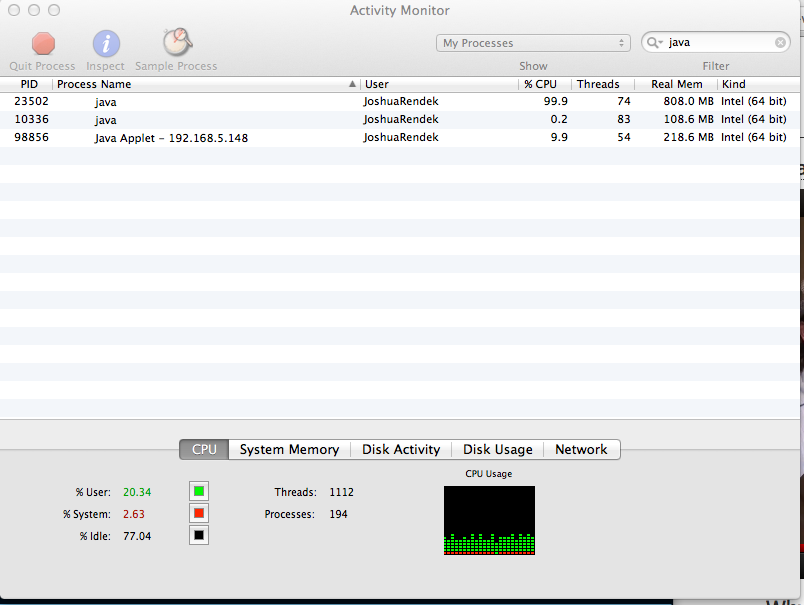 Activity Monitor
Quit Process Inspect Sample Process
My Processes
java
Show
Filter
PID Process Name User % CPU Threads Real Mem Kind
23502 java JoshuaRendek 99.9 74 808.0 MB Intel (64 bit)
10336 java JoshuaRendek 0.2 83 108.6 MB Intel (64 bit)
98856 Java Applet – 192.168.5.148 JoshuaRendek 9.9 54 218.6 MB Intel (64 bit)
CPU System Memory Disk Activity Disk Usage Network
CPU Usage
% User: 20.34 Threads: 1112
% System: 2.63 Processes: 194
% Idle: 77.04